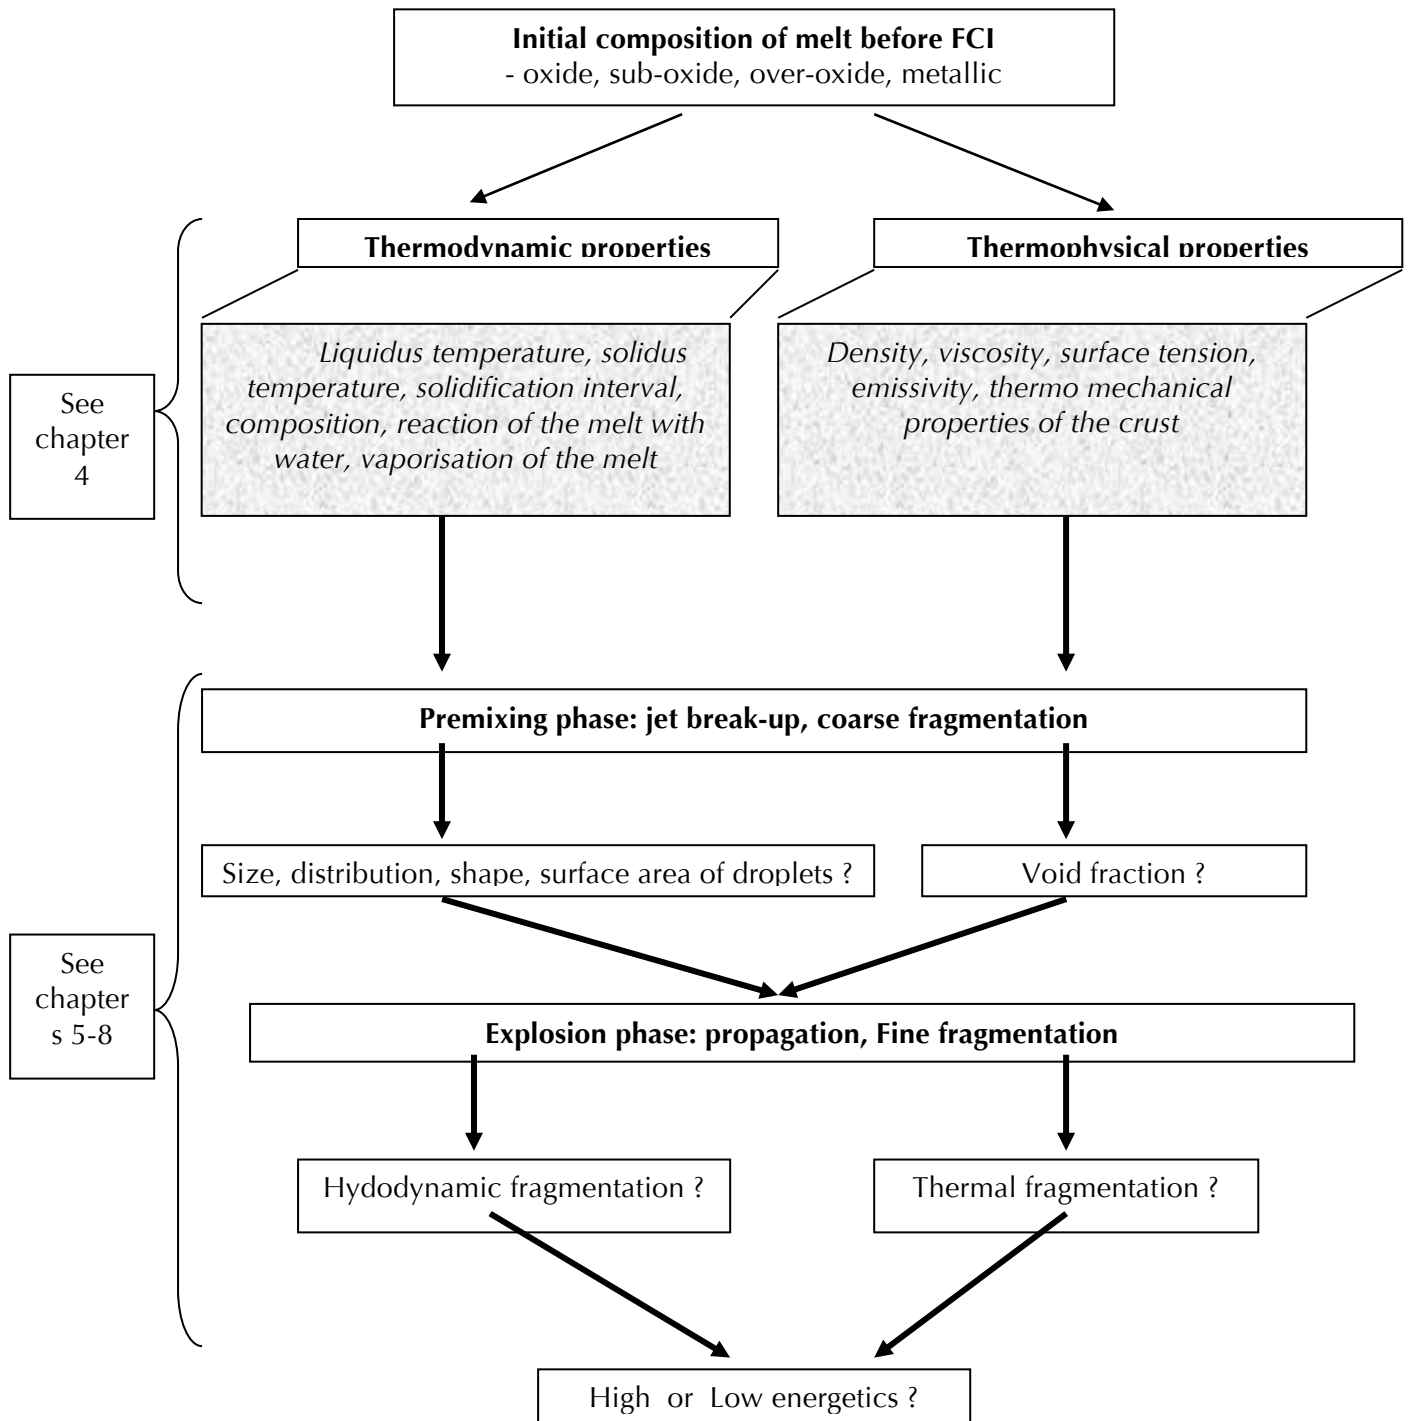 Initial composition of melt before FCI
- oxide, sub-oxide, over-oxide, metallic
Thermodynamic properties
Thermophysical properties
Liquidus temperature, solidus
temperature, solidification interval,
composition, reaction of the melt with
water, vaporisation of the melt
Density, viscosity, surface tension,
emissivity, thermo mechanical
properties of the crust
See
chapter
4
Premixing phase: jet break-up, coarse fragmentation
Size, distribution, shape, surface area of droplets ?
Void fraction ?
See
chapter
s 5-8
Explosion phase: propagation, Fine fragmentation
Hydodynamic fragmentation ?
Thermal fragmentation ?
High or Low energetics ?